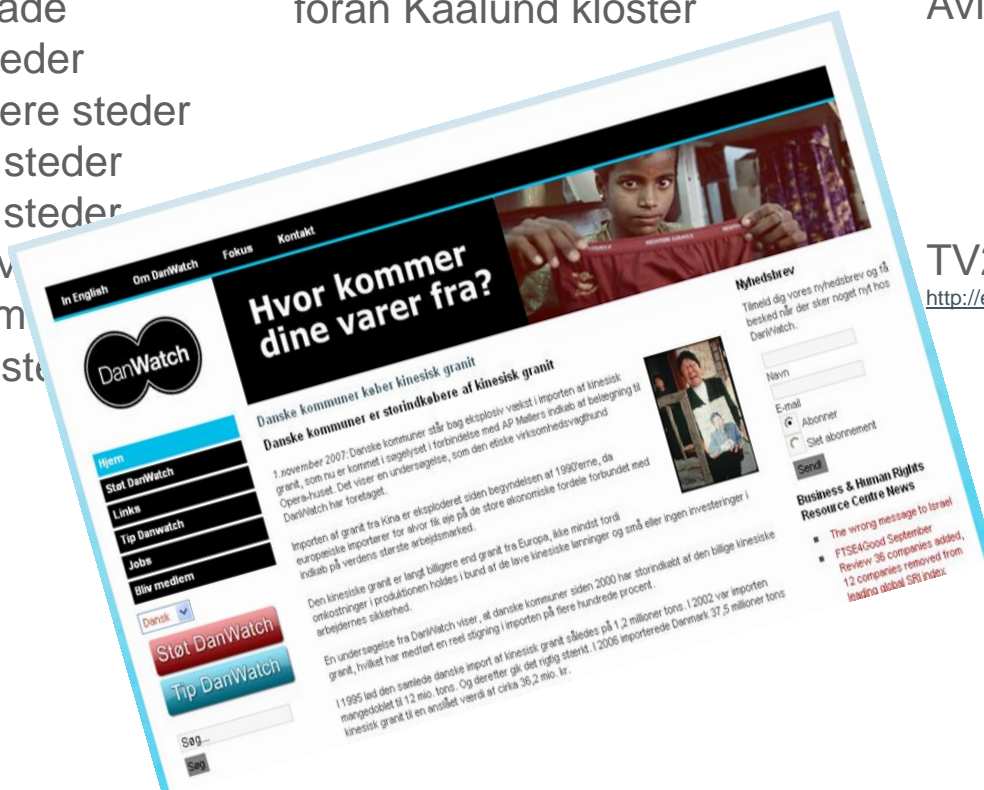 ade
foran Kaalund kloster
eder
ere steder
steder
steder
TV2
http://e
In English
Om DanWatch
Fokus
Kontakt
Hvor kommer
dine varer fra?
DanWatch
Hjem
Støt DanWatch
Links
Tip Danwatch
Jobs
Bliv medlem
Dansk
Støt DanWatch
Tip DanWatch
Søg...
Søg
Danske kommuner køber kinesisk granit
Danske kommuner er storindkøbere af kinesisk granit
1.november 2007: Danske kommuner står bag eksplosiv vækst i importen af kinesisk
granit, som nu er kommet i søgelyset i forbindelse med AP Møllers indkøb af belægning til
Opera-huset. Det viser en undersøgelse, som den etiske virksomhedsvagthund
DanWatch har foretaget.
Importen af granit fra Kina er eksploderet siden begyndelsen af 1990'erne, da
europæiske importører for alvor fik øje på de store økonomiske fordele forbundet med
indkøb på verdens største arbejdsmarked.
Den kinesiske granit er langt billigere end granit fra Europa, ikke mindst fordi
omkostninger i produktionen holdes i bund af de lave kinesiske lønninger og små eller ingen investeringer i
arbejdernes sikkerhed.
En undersøgelse fra DanWatch viser, at danske kommuner siden 2000 har storindkøbt af den billige kinesiske
granit, hvilket har medført en reel stigning i importen på flere hundrede procent.
I 1995 lød den samlede danske import af kinesisk granit således på 1,2 millioner tons. I 2002 var importen
mangedoblet til 12 mio. tons. Og derefter gik det rigtig stærkt. I 2006 importerede Danmark 37,5 millioner tons
kinesisk granit til en anslået værdi af cirka 36,2 mio. kr.
Nyhedsbrev
Tilmeld dig vores nyhedsbrev og få
besked når der sker noget nyt hos
DanWatch.
Navn
E-mail
Abonner
Slet abonnement
Send!
Business & Human Rights
Resource Centre News
The wrong message to Israel
FTSE4Good September
Review 36 companies added,
12 companies removed from
leading global SRI index